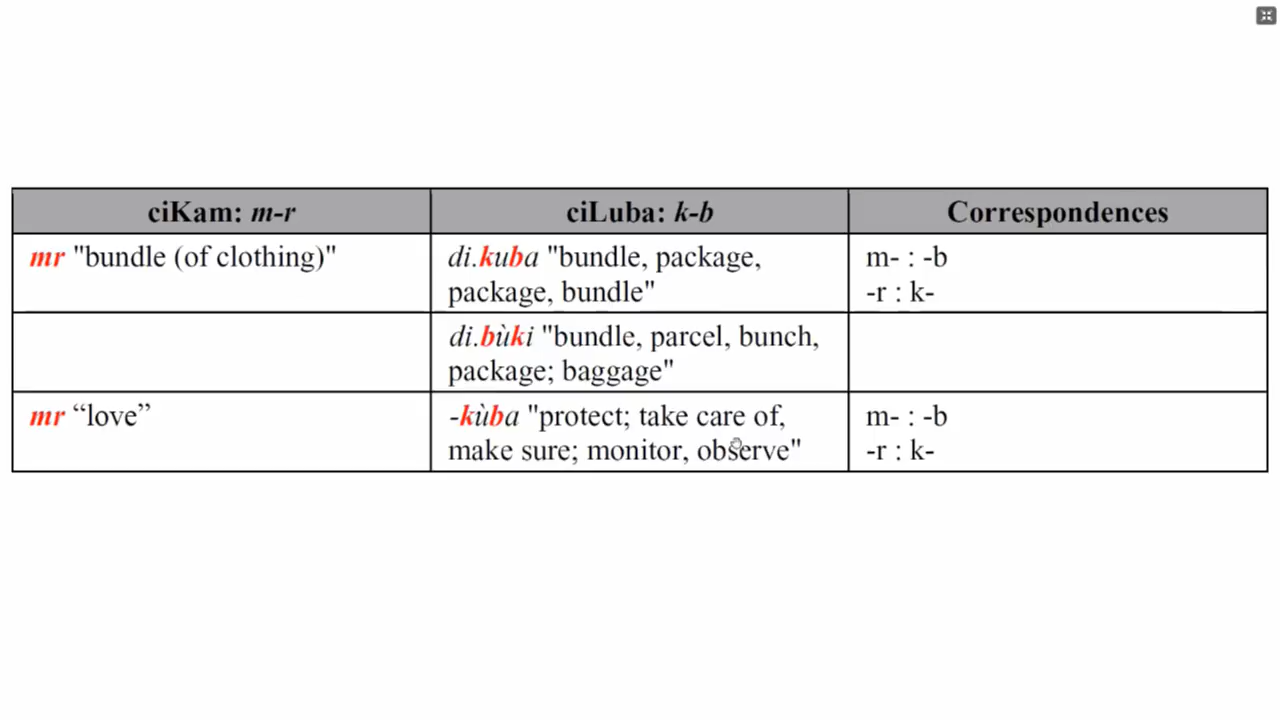 ciKam: m-r
ciLuba: k-b
Correspondences
mr "bundle (of clothing)"
di.kuba "bundle, package,
package, bundle"
m- : -b
-r : k-
di.bùki "bundle, parcel, bunch,
package; baggage"
mr “love”
-kùba "protect; take care of,
make sure; monitor, observe"
m- : -b
-r : k-